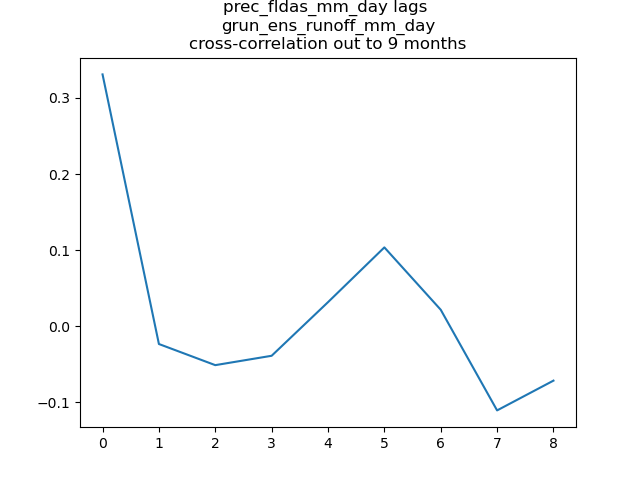 prec_fldas_mm_day lags
grun_ens_runoff_mm_day
cross-correlation out to 9 months
0.3
0.2
0.1
0.0
−0.1
0 1 2 3 4 5 6 7 8